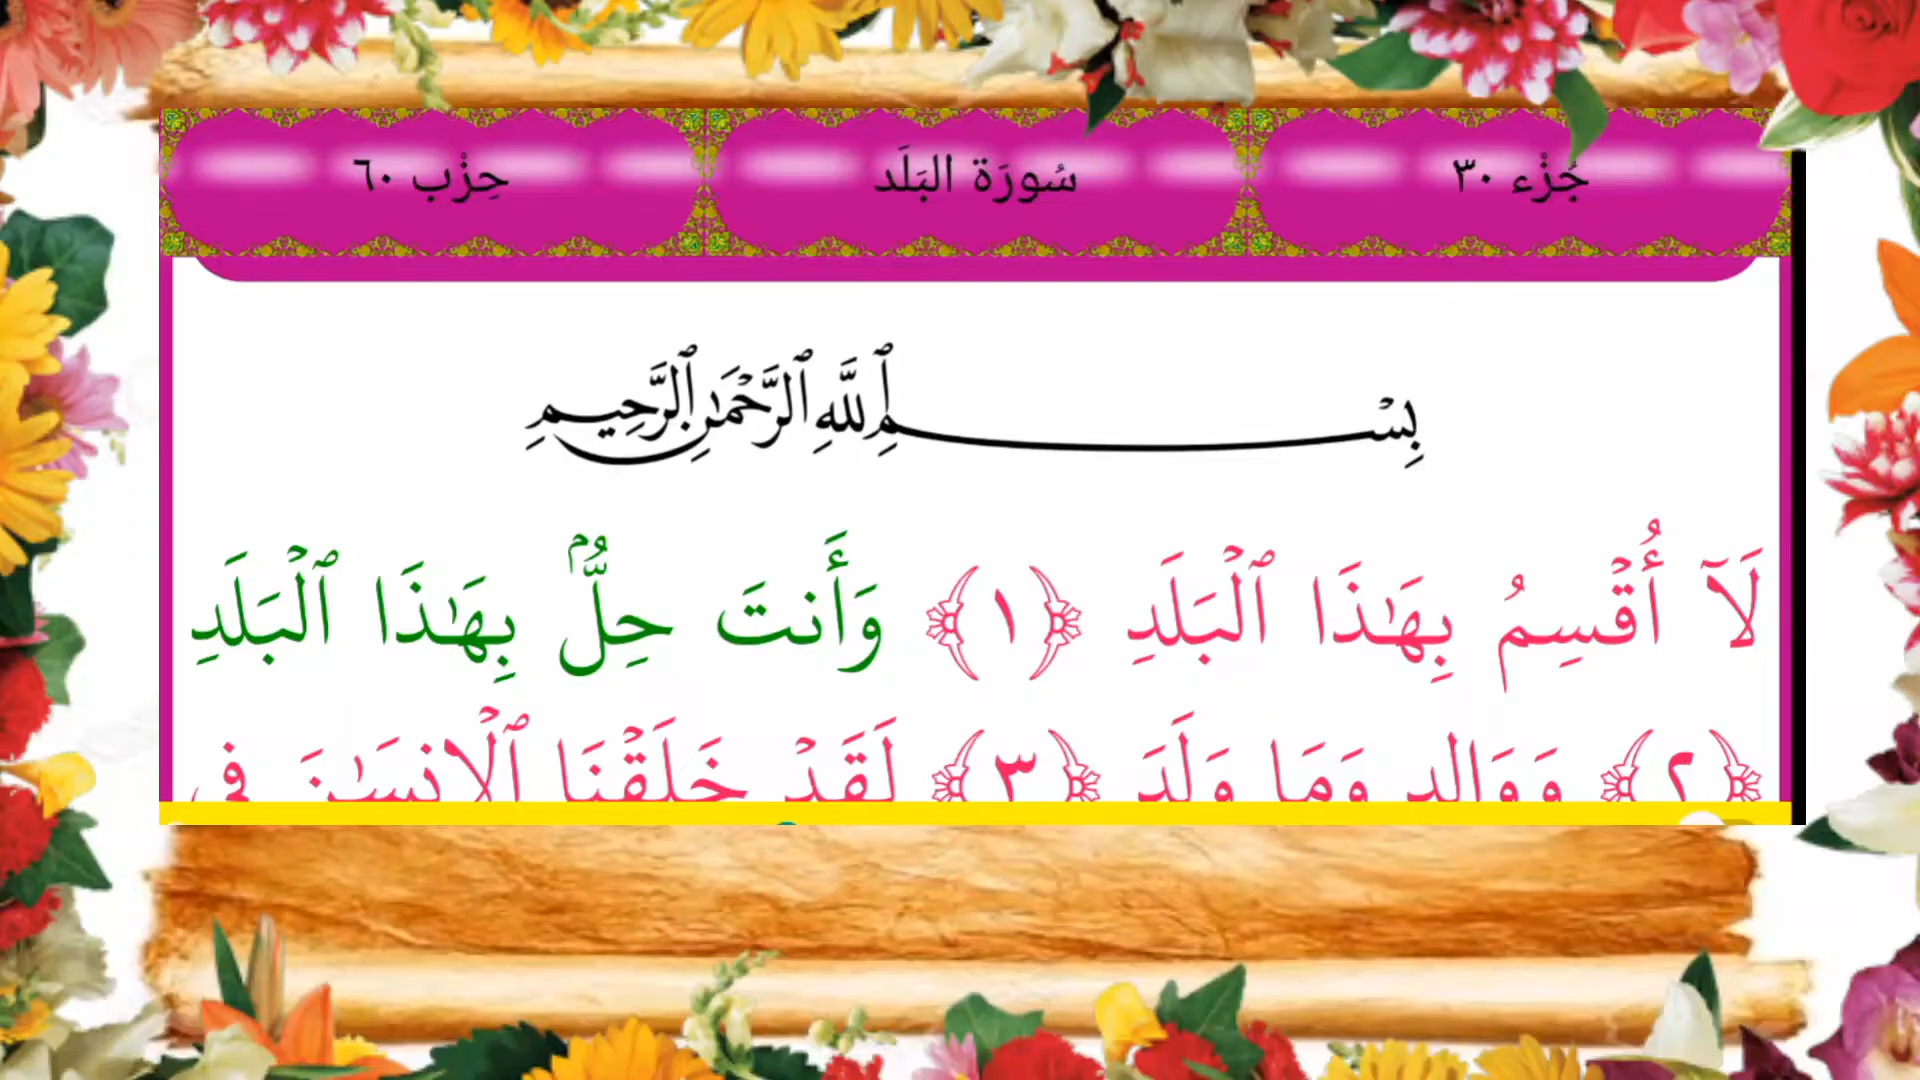 جُزْء ٣٠ سُورَة البَلَد حِزْب ٦٠
بِسْمِ ٱللَّهِ ٱلرَّحْمَٰنِ ٱلرَّحِيمِ
لَآ أُقْسِمُ بِهَٰذَا ٱلْبَلَدِ ﴿١﴾ وَأَنتَ حِلٌّۢ بِهَٰذَا ٱلْبَلَدِ
﴿٢﴾ وَوَالِدٍ وَمَا وَلَدَ ﴿٣﴾ لَقَدْ خَلَقْنَا ٱلْإِنسَٰنَ فِى